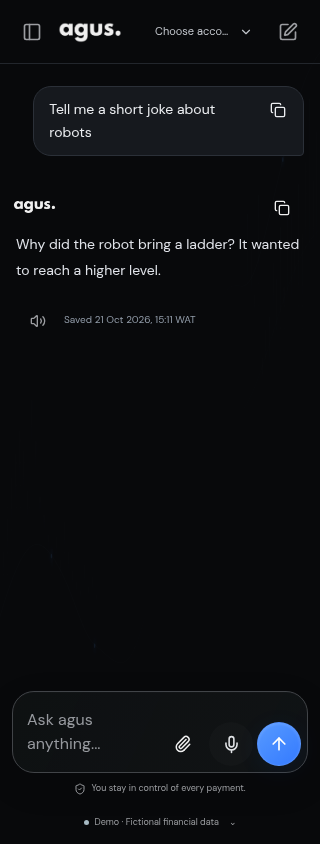 agus.
Choose acco...
Tell me a short joke about
robots
agus.
Why did the robot bring a ladder? It wanted
to reach a higher level.
Saved 21 Oct 2026, 15:11 WAT
Ask agus
anything...
You stay in control of every payment.
Demo · Fictional financial data